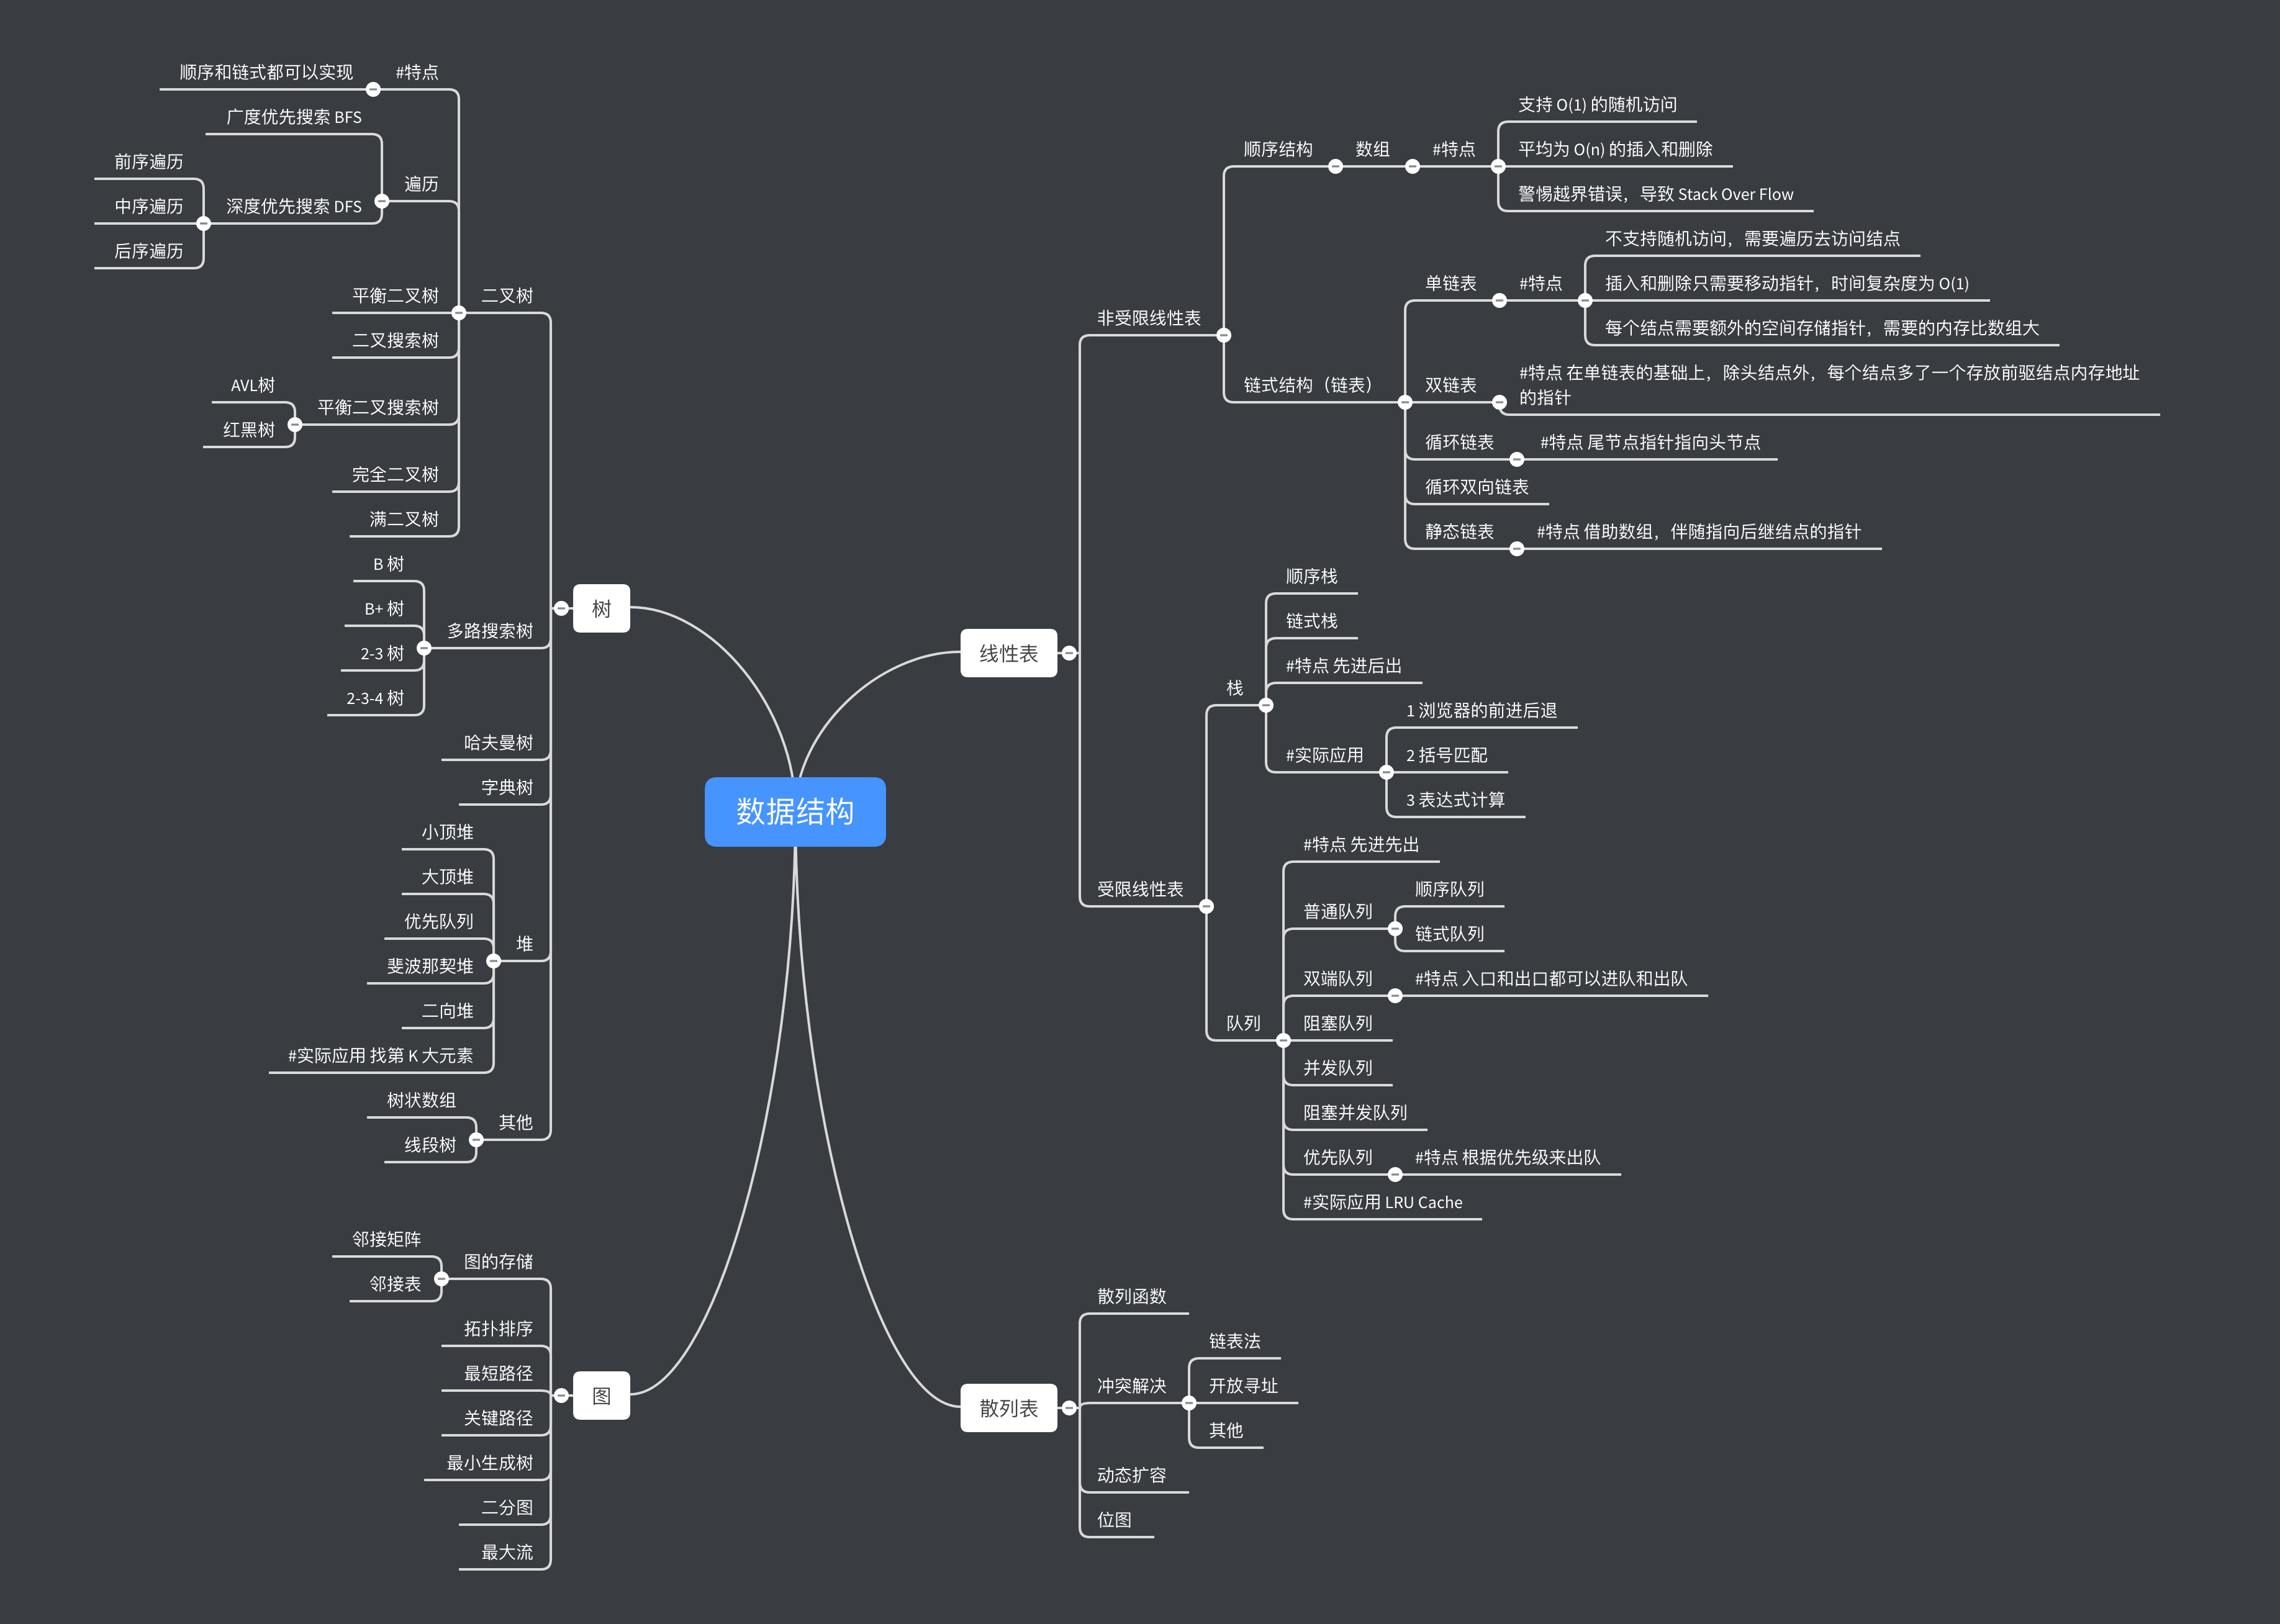 数据结构
线性表
非受限线性表
顺序结构
数组
#特点
支持 O(1) 的随机访问
平均为 O(n) 的插入和删除
警惕越界错误，导致 Stack Over Flow
链式结构（链表）
单链表
#特点
不支持随机访问，需要遍历去访问结点
插入和删除只需要移动指针，时间复杂度为 O(1)
每个结点需要额外的空间存储指针，需要的内存比数组大
双链表
#特点 在单链表的基础上，除头结点外，每个结点多了一个存放前驱结点内存地址
的指针
循环链表
#特点 尾节点指针指向头节点
循环双向链表
静态链表
#特点 借助数组，伴随指向后继结点的指针
受限线性表
栈
顺序栈
链式栈
#特点 先进后出
#实际应用
1 浏览器的前进后退
2 括号匹配
3 表达式计算
队列
#特点 先进先出
普通队列
顺序队列
链式队列
双端队列
#特点 入口和出口都可以进队和出队
阻塞队列
并发队列
阻塞并发队列
优先队列
#特点 根据优先级来出队
#实际应用 LRU Cache
散列表
散列函数
冲突解决
链表法
开放寻址
其他
动态扩容
位图
树
二叉树
#特点
顺序和链式都可以实现
遍历
广度优先搜索 BFS
深度优先搜索 DFS
前序遍历
中序遍历
后序遍历
平衡二叉树
二叉搜索树
平衡二叉搜索树
AVL树
红黑树
完全二叉树
满二叉树
多路搜索树
B 树
B+ 树
2-3 树
2-3-4 树
哈夫曼树
字典树
堆
小顶堆
大顶堆
优先队列
斐波那契堆
二向堆
#实际应用 找第 K 大元素
其他
树状数组
线段树
图
图的存储
邻接矩阵
邻接表
拓扑排序
最短路径
关键路径
最小生成树
二分图
最大流